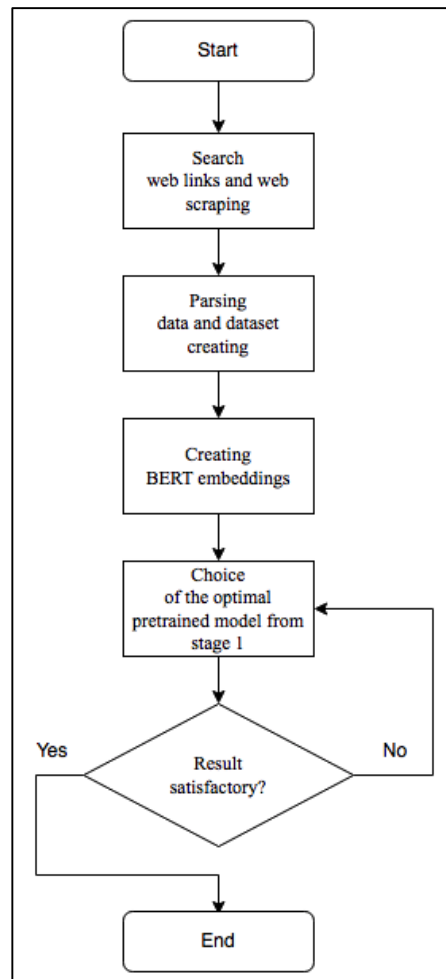 Start
Search
web links and web
scraping
Parsing
data and dataset
creating
Creating
BERT embeddings
Choice
of the optimal
pretrained model from
stage 1
Yes
No
Result
satisfactory?
End